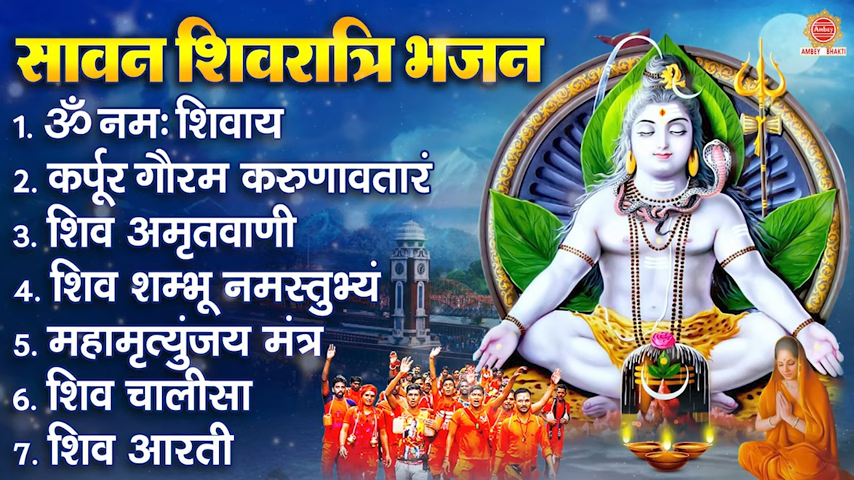 सावन शिवरात्रि भजन
1. ॐ नमः शिवाय
2. कर्पूर गौरम करुणावतारं
3. शिव अमृतवाणी
4. शिव शम्भू नमस्तुभ्यं
5. महामृत्युंजय मंत्र
6. शिव चालीसा
7. शिव आरती
Ambey
AMBEY BHAKTI